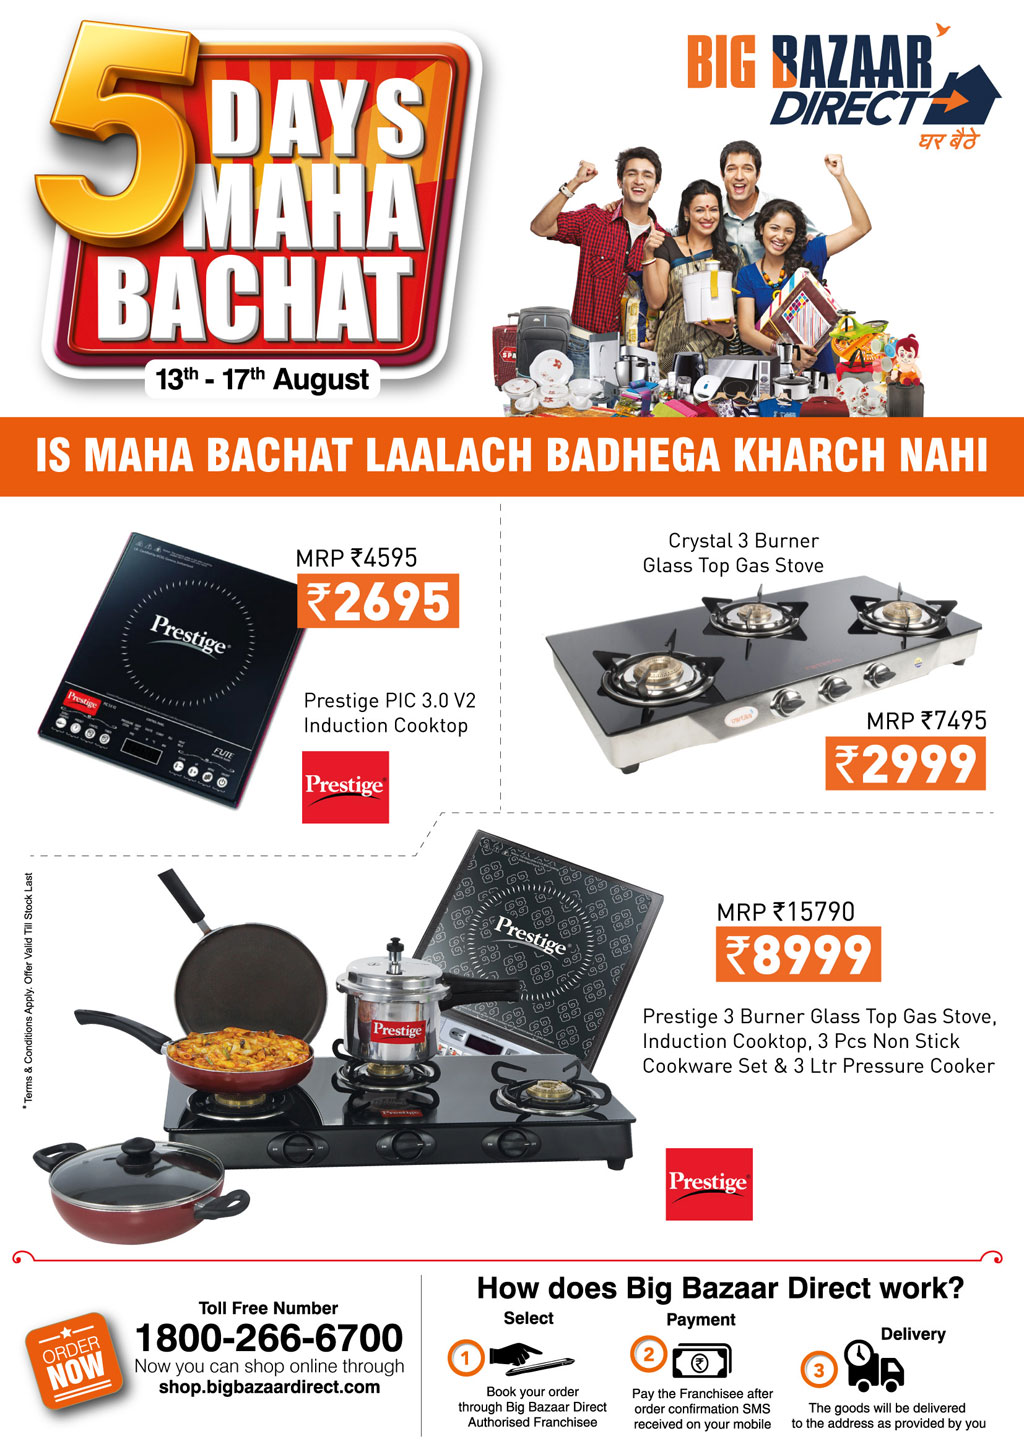 5 DAYS
MAHA
BACHAT
13th - 17th August
BIG BAZAAR
DIRECT
घर बैठे
IS MAHA BACHAT LAALACH BADHEGA KHARCH NAHI
MRP ₹4595
₹2695
Prestige
Prestige
Prestige PIC 3.0 V2
Induction Cooktop
Prestige
Crystal 3 Burner
Glass Top Gas Stove
MRP ₹7495
₹2999
* Terms & Conditions Apply. Offer Valid Till Stock Last
Prestige
Prestige
Prestige
MRP ₹15790
₹8999
Prestige 3 Burner Glass Top Gas Stove,
Induction Cooktop, 3 Pcs Non Stick
Cookware Set & 3 Ltr Pressure Cooker
Prestige
ORDER
NOW
Toll Free Number
1800-266-6700
Now you can shop online through
shop.bigbazaardirect.com
How does Big Bazaar Direct work?
Select
1
Book your order
through Big Bazaar Direct
Authorised Franchisee
Payment
2
₹
Pay the Franchisee after
order confirmation SMS
received on your mobile
Delivery
3
The goods will be delivered
to the address as provided by you